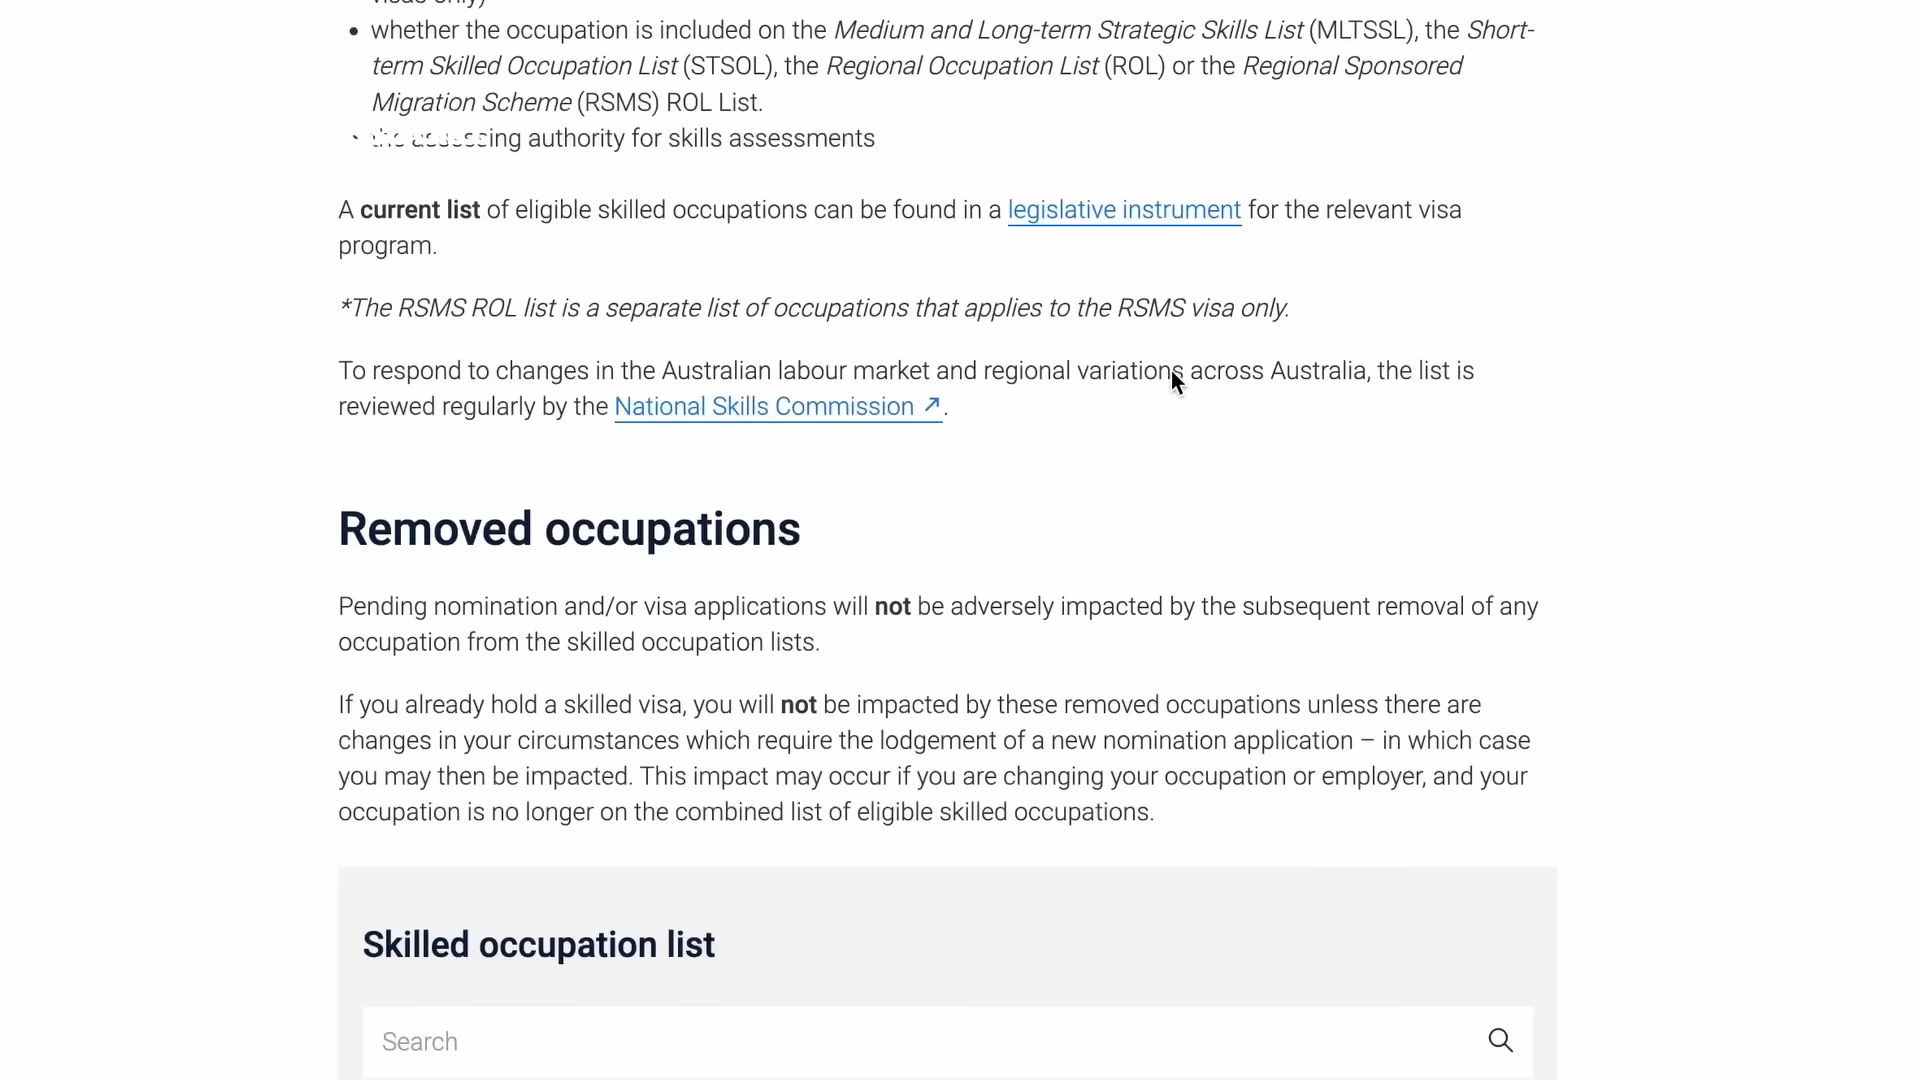 whether the occupation is included on the Medium and Long-term Strategic Skills List (MLTSSL), the Short-
term Skilled Occupation List (STSOL), the Regional Occupation List (ROL) or the Regional Sponsored
Migration Scheme (RSMS) ROL List.
authority for skills assessments
A current list of eligible skilled occupations can be found in a legislative instrument for the relevant visa
program.
*The RSMS ROL list is a separate list of occupations that applies to the RSMS visa only.
To respond to changes in the Australian labour market and regional variations across Australia, the list is
reviewed regularly by the National Skills Commission ↗.
Removed occupations
Pending nomination and/or visa applications will not be adversely impacted by the subsequent removal of any
occupation from the skilled occupation lists.
If you already hold a skilled visa, you will not be impacted by these removed occupations unless there are
changes in your circumstances which require the lodgement of a new nomination application – in which case
you may then be impacted. This impact may occur if you are changing your occupation or employer, and your
occupation is no longer on the combined list of eligible skilled occupations.
Skilled occupation list
Search